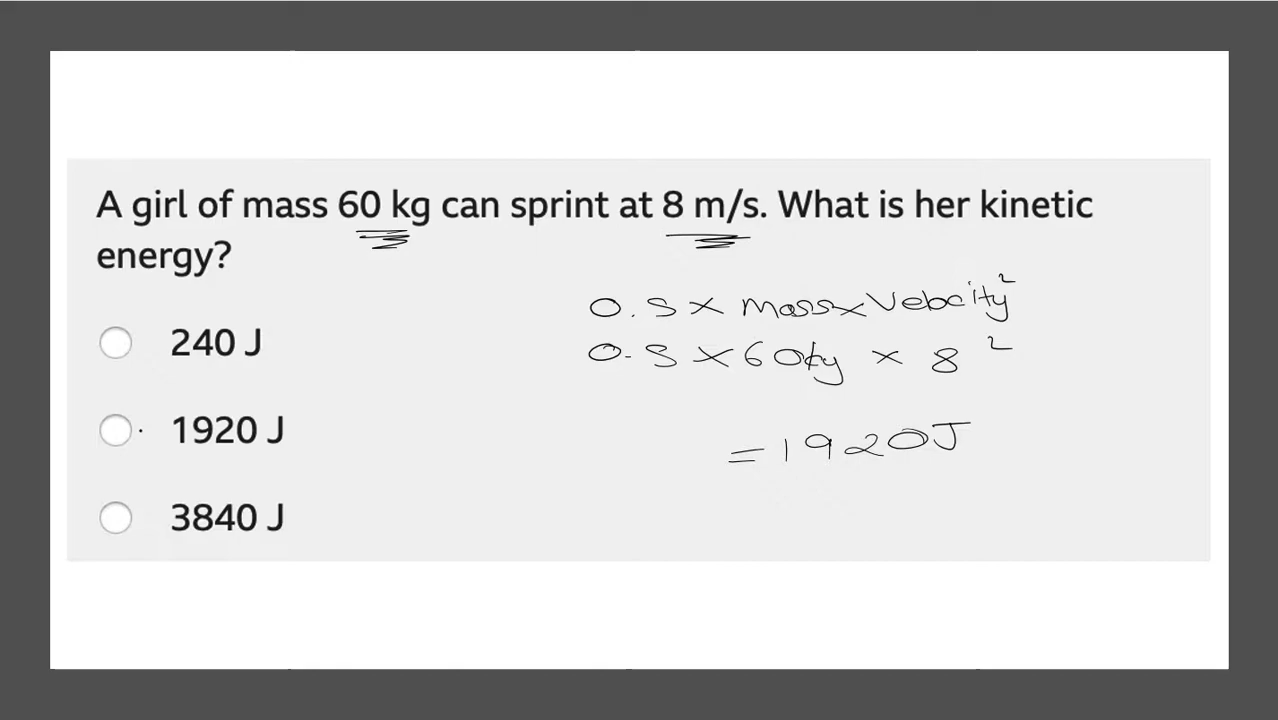 A girl of mass 60 kg can sprint at 8 m/s. What is her kinetic
energy?
0.5 x mass x Velocity²
240 J
0.5 x 60kg x 8²
1920 J
= 1920J
3840 J